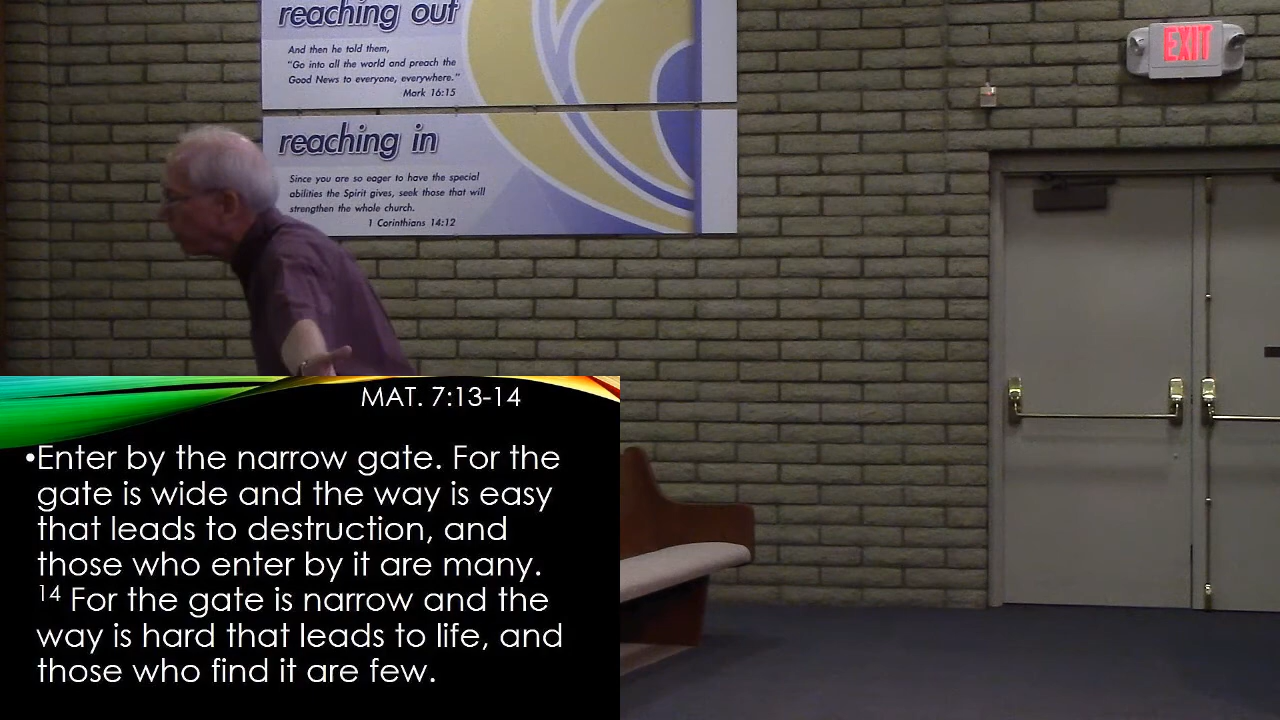 reaching out
And then he told them,
"Go into all the world and preach the
Good News to everyone, everywhere."
Mark 16:15
reaching in
Since you are so eager to have the special
abilities the Spirit gives, seek those that will
strengthen the whole church.
1 Corinthians 14:12
EXIT
MAT. 7:13-14
•Enter by the narrow gate. For the
gate is wide and the way is easy
that leads to destruction, and
those who enter by it are many.
14 For the gate is narrow and the
way is hard that leads to life, and
those who find it are few.